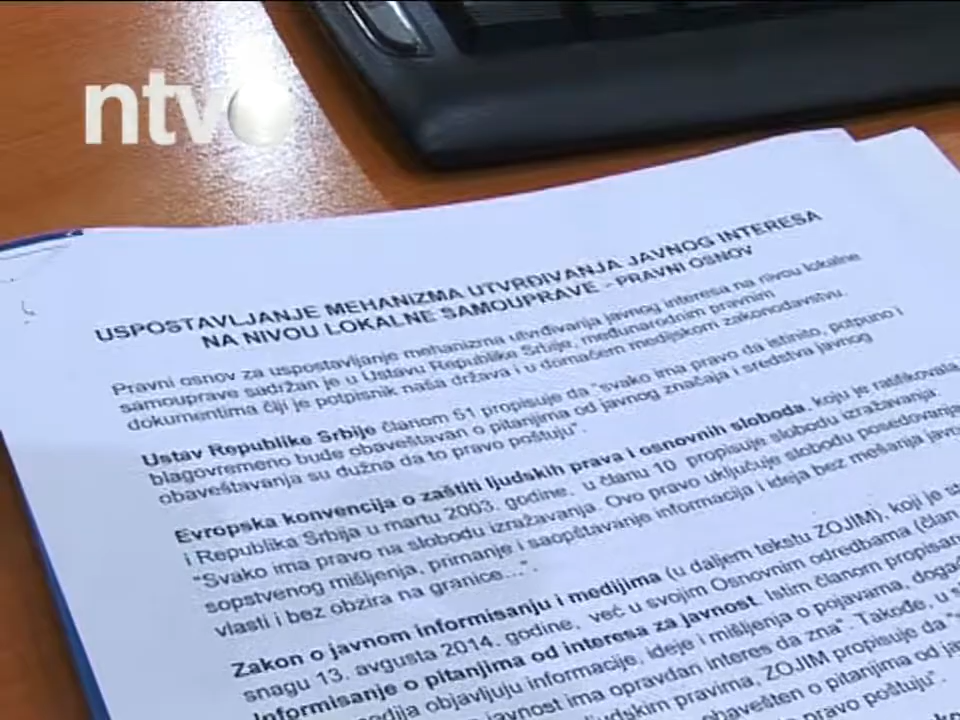 ntv
USPOSTAVLJANJE MEHANIZMA UTVRĐIVANJA JAVNOG INTERESA
NA NIVOU LOKALNE SAMOUPRAVE - PRAVNI OSNOV
Pravni osnov za uspostavljanje mehanizma utvrđivanja javnog interesa na nivou lokalne
samouprave sadržan je u Ustavu Republike Srbije, međunarodnim pravnim
dokumentima čiji je potpisnik naša država i u domaćem medijskom zakonodavstvu.
Ustav Republike Srbije članom 51 propisuje da "svako ima pravo da istinito, potpuno i
blagovremeno bude obaveštavan o pitanjima od javnog značaja i sredstva javnog
obaveštavanja su dužna da to pravo poštuju".
Evropska konvencija o zaštiti ljudskih prava i osnovnih sloboda, koju je ratifikovala
i Republika Srbija u martu 2003. godine, u članu 10 propisuje slobodu izražavanja:
"Svako ima pravo na slobodu izražavanja. Ovo pravo uključuje slobodu posedovanja
sopstvenog mišljenja, primanje i saopštavanje informacija i ideja bez mešanja javn
vlasti i bez obzira na granice...".
Zakon o javnom informisanju i medijima (u daljem tekstu ZOJIM), koji je st
snagu 13. avgusta 2014. godine, već u svojim Osnovnim odredbama (član
Informisanje o pitanjima od interesa za javnost. Istim članom propisan
objavljuju informacije, ideje i mišljenja o pojavama, događ
javnost ima opravdan interes da zna". Takođe, u s
ljudskim pravima, ZOJIM propisuje da "
obavešten o pitanjima od ja
pravo poštuju".